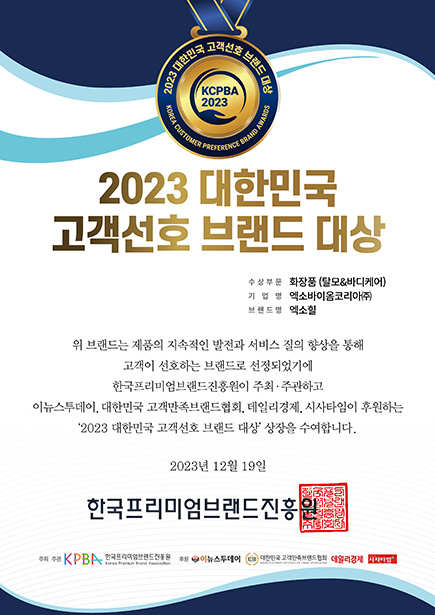 2023 대한민국 고객선호 브랜드 대상
KCPBA
2023
KOREA CUSTOMER PREFERENCE BRAND AWARDS
2023 대한민국
고객선호 브랜드 대상
수상부문 화장품 (탈모&바디케어)
기업명 엑소바이옴코리아㈜
브랜드명 엑소힐
위 브랜드는 제품의 지속적인 발전과 서비스 질의 향상을 통해
고객이 선호하는 브랜드로 선정되었기에
한국프리미엄브랜드진흥원이 주최·주관하고
이뉴스투데이, 대한민국 고객만족브랜드협회, 데일리경제, 시사타임이 후원하는
‘2023 대한민국 고객선호 브랜드 대상’ 상장을 수여합니다.
2023년 12월 19일
한국프리미엄브랜드진흥원
주최 주관 KPBA 한국프리미엄브랜드진흥원 후원 이뉴스투데이 대한민국 고객만족브랜드협회 데일리경제 시사타임
Korea Premium Brand Association